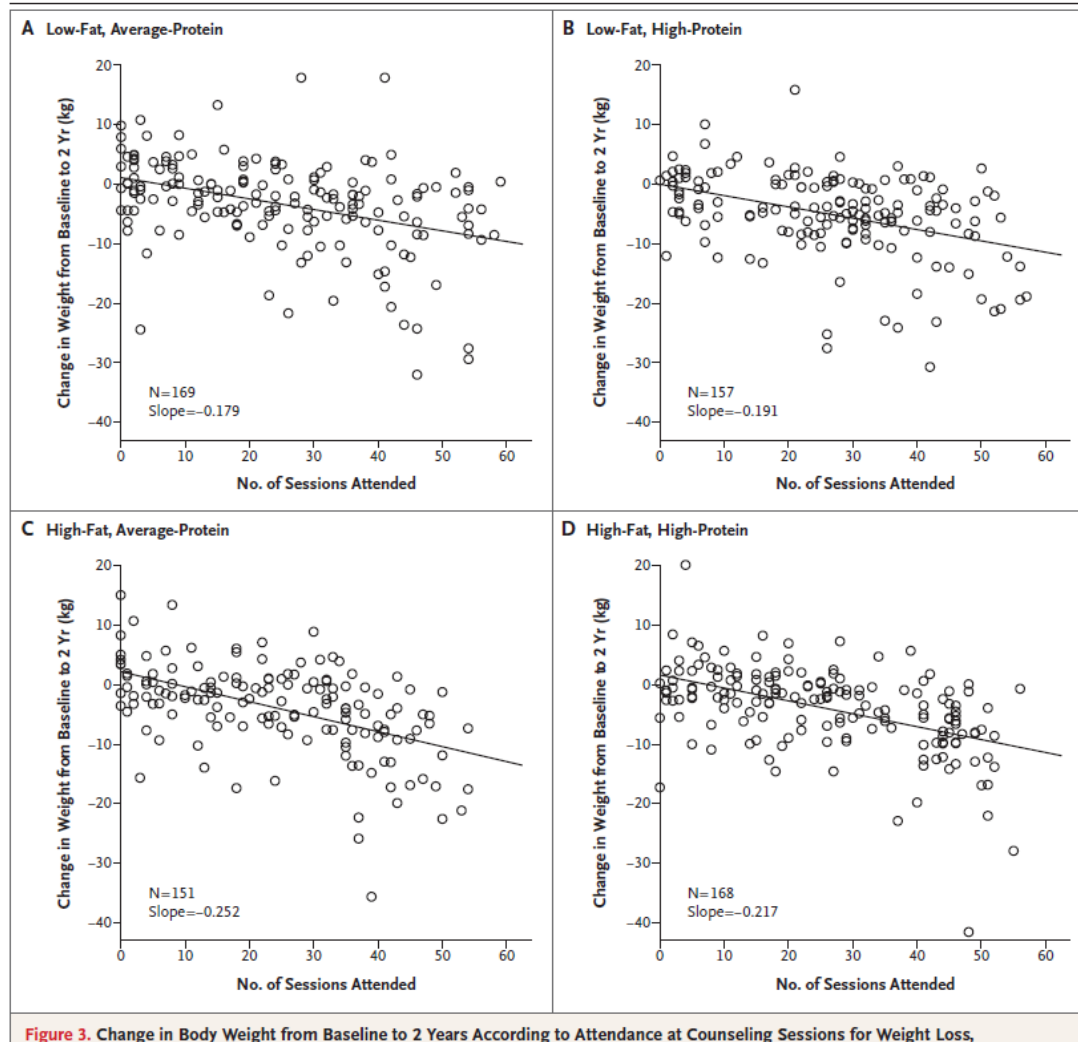 A Low-Fat, Average-Protein
Change in Weight from Baseline to 2 Yr (kg)
20
10
0
−10
−20
−30
−40
N=169
Slope=−0.179
0 10 20 30 40 50 60
No. of Sessions Attended
B Low-Fat, High-Protein
Change in Weight from Baseline to 2 Yr (kg)
20
10
0
−10
−20
−30
−40
N=157
Slope=−0.191
0 10 20 30 40 50 60
No. of Sessions Attended
C High-Fat, Average-Protein
Change in Weight from Baseline to 2 Yr (kg)
20
10
0
−10
−20
−30
−40
N=151
Slope=−0.252
0 10 20 30 40 50 60
No. of Sessions Attended
D High-Fat, High-Protein
Change in Weight from Baseline to 2 Yr (kg)
20
10
0
−10
−20
−30
−40
N=168
Slope=−0.217
0 10 20 30 40 50 60
No. of Sessions Attended
Figure 3. Change in Body Weight from Baseline to 2 Years According to Attendance at Counseling Sessions for Weight Loss,